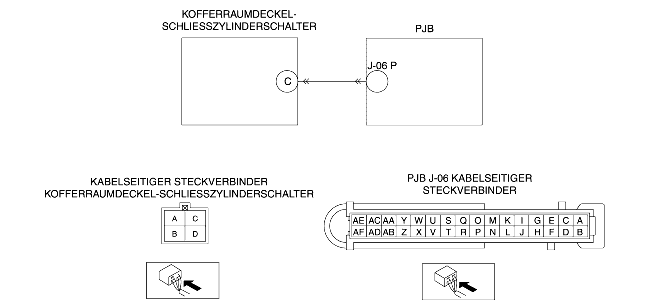 KOFFERRAUMDECKEL-
SCHLIESSZYLINDERSCHALTER
PJB
C
J-06 P
KABELSEITIGER STECKVERBINDER
KOFFERRAUMDECKEL-SCHLIESSZYLINDERSCHALTER
A C
B D
PJB J-06 KABELSEITIGER
STECKVERBINDER
AE AC AA Y W U S Q O M K I G E C A
AF AD AB Z X V T R P N L J H F D B